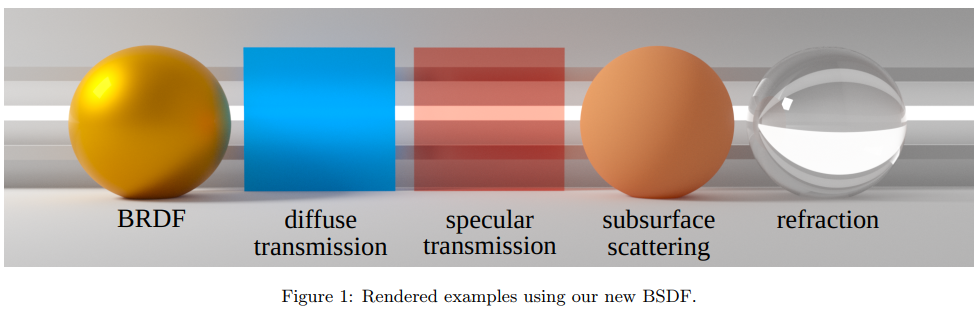 BRDF
diffuse
transmission
specular
transmission
subsurface
scattering
refraction
Figure 1: Rendered examples using our new BSDF.